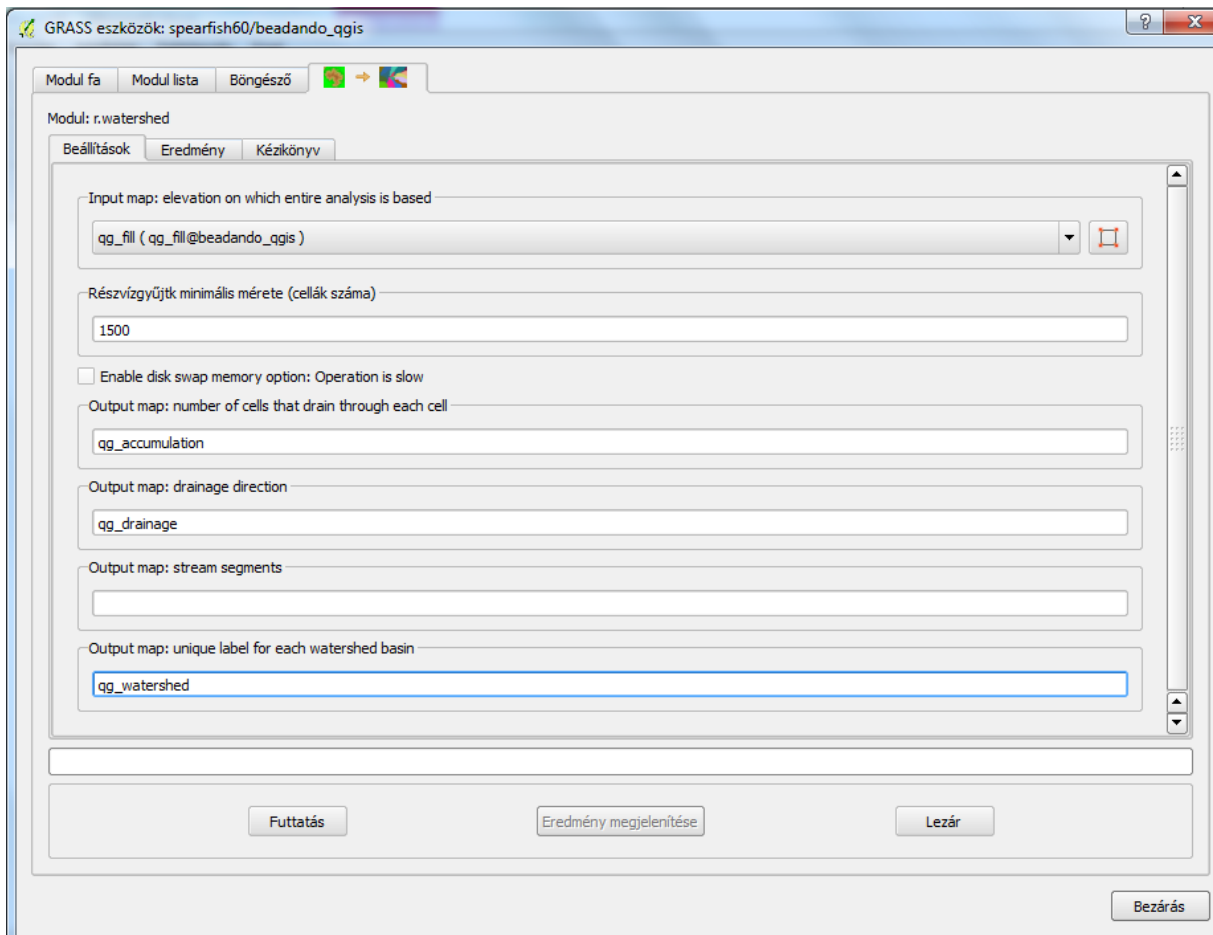 GRASS eszközök: spearfish60/beadando_qgis
Modul fa Modul lista Böngésző
Modul: r.watershed
Beállítások Eredmény Kézikönyv
Input map: elevation on which entire analysis is based
qg_fill ( qg_fill@beadando_qgis )
Részvízgyűjtk minimális mérete (cellák száma)
1500
Enable disk swap memory option: Operation is slow
Output map: number of cells that drain through each cell
qg_accumulation
Output map: drainage direction
qg_drainage
Output map: stream segments
Output map: unique label for each watershed basin
qg_watershed
Futtatás Eredmény megjelenítése Lezár
Bezárás